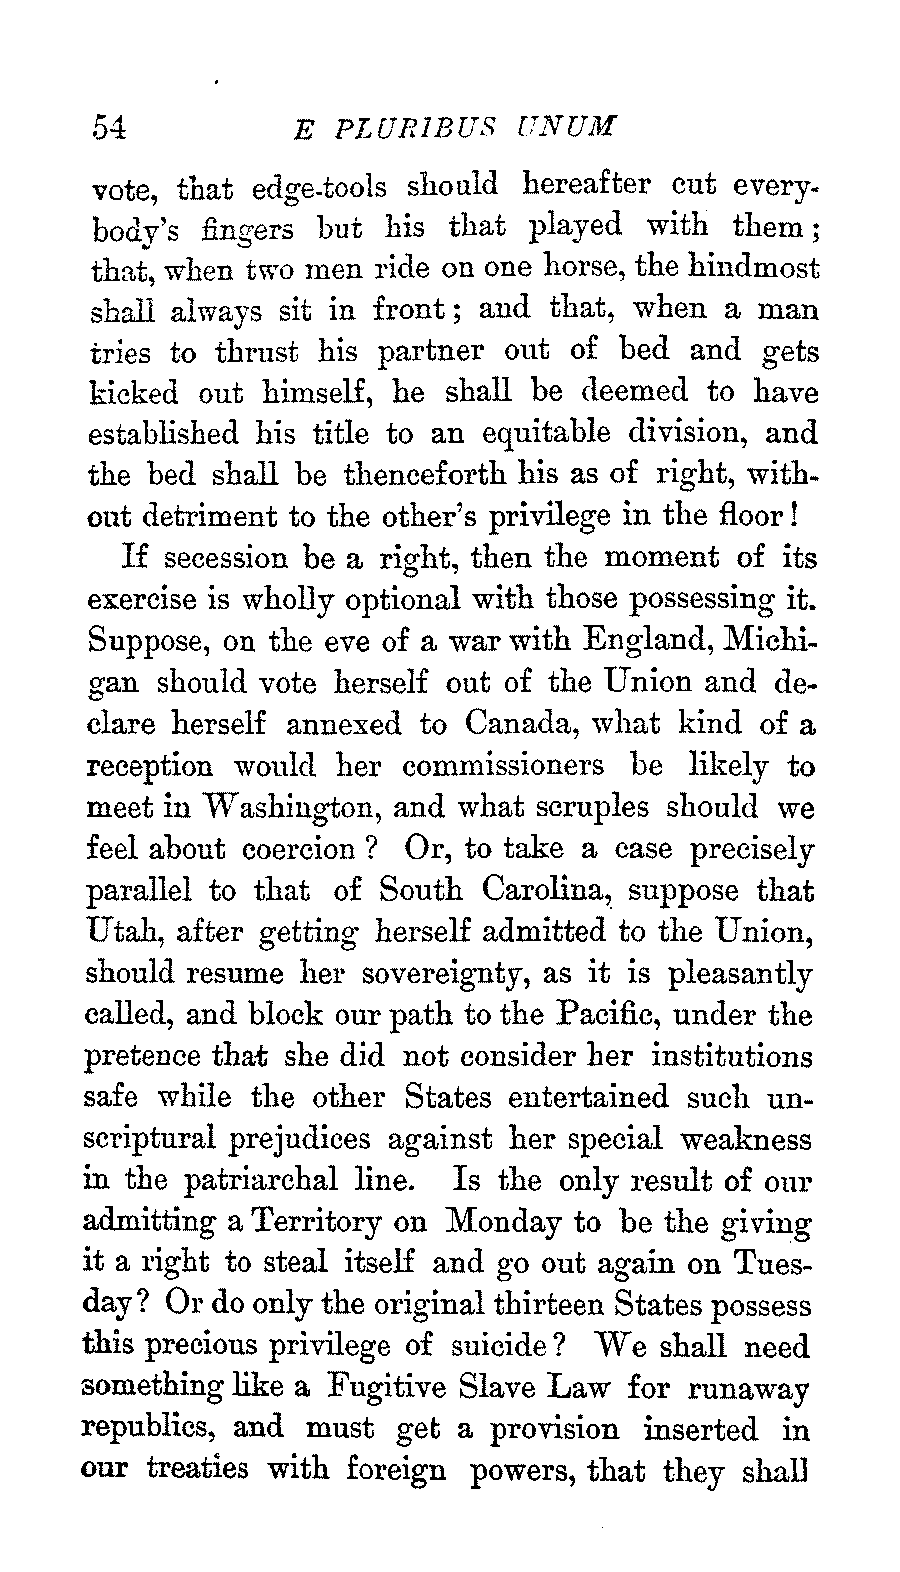 54 E PLURIBUS UNUM
vote, that edge-tools should hereafter cut every-
body's fingers but his that played with them;
that, when two men ride on one horse, the hindmost
shall always sit in front; and that, when a man
tries to thrust his partner out of bed and gets
kicked out himself, he shall be deemed to have
established his title to an equitable division, and
the bed shall be thenceforth his as of right, with-
out detriment to the other's privilege in the floor!
If secession be a right, then the moment of its
exercise is wholly optional with those possessing it.
Suppose, on the eve of a war with England, Michi-
gan should vote herself out of the Union and de-
clare herself annexed to Canada, what kind of a
reception would her commissioners be likely to
meet in Washington, and what scruples should we
feel about coercion? Or, to take a case precisely
parallel to that of South Carolina, suppose that
Utah, after getting herself admitted to the Union,
should resume her sovereignty, as it is pleasantly
called, and block our path to the Pacific, under the
pretence that she did not consider her institutions
safe while the other States entertained such un-
scriptural prejudices against her special weakness
in the patriarchal line. Is the only result of our
admitting a Territory on Monday to be the giving
it a right to steal itself and go out again on Tues-
day? Or do only the original thirteen States possess
this precious privilege of suicide? We shall need
something like a Fugitive Slave Law for runaway
republics, and must get a provision inserted in
our treaties with foreign powers, that they shall